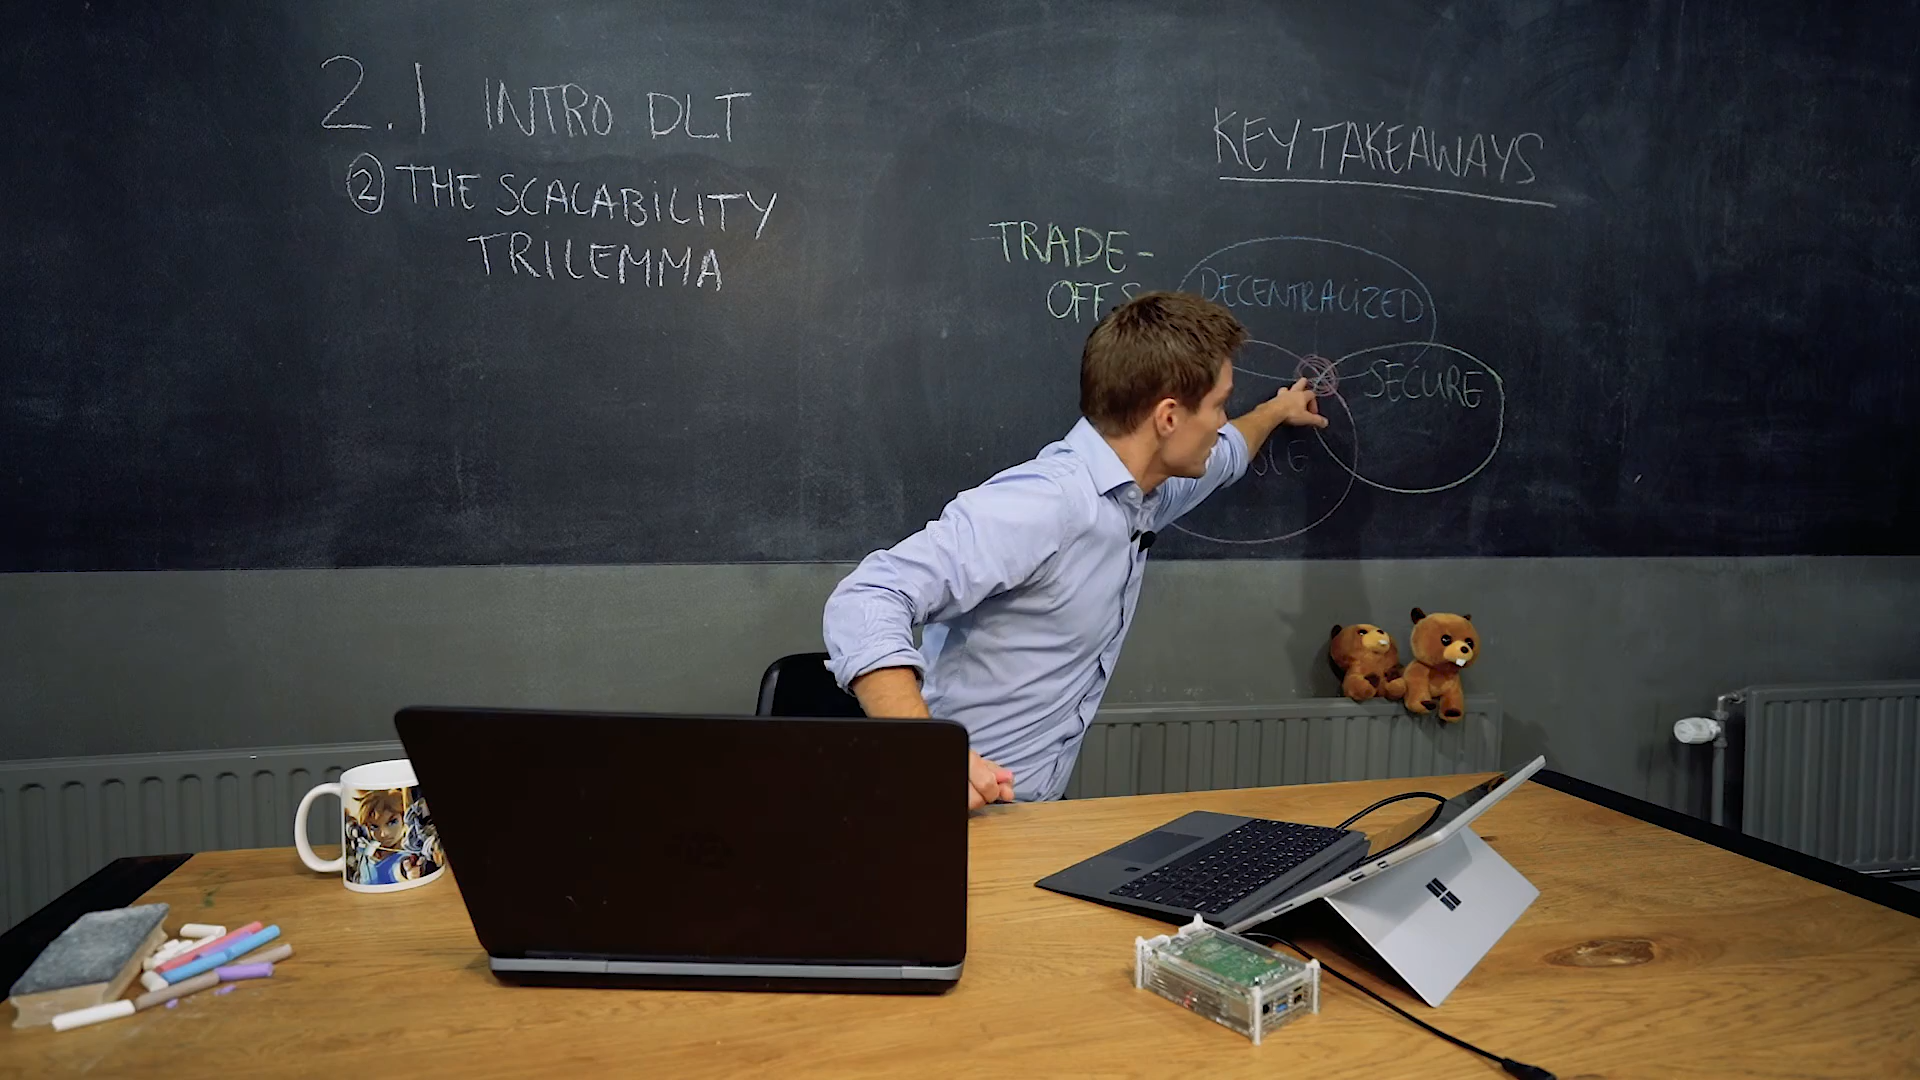 2.1 INTRO DLT
② THE SCALABILITY
TRILEMMA
KEY TAKEAWAYS
TRADE-
OFFS
DECENTRALIZED
SECURE